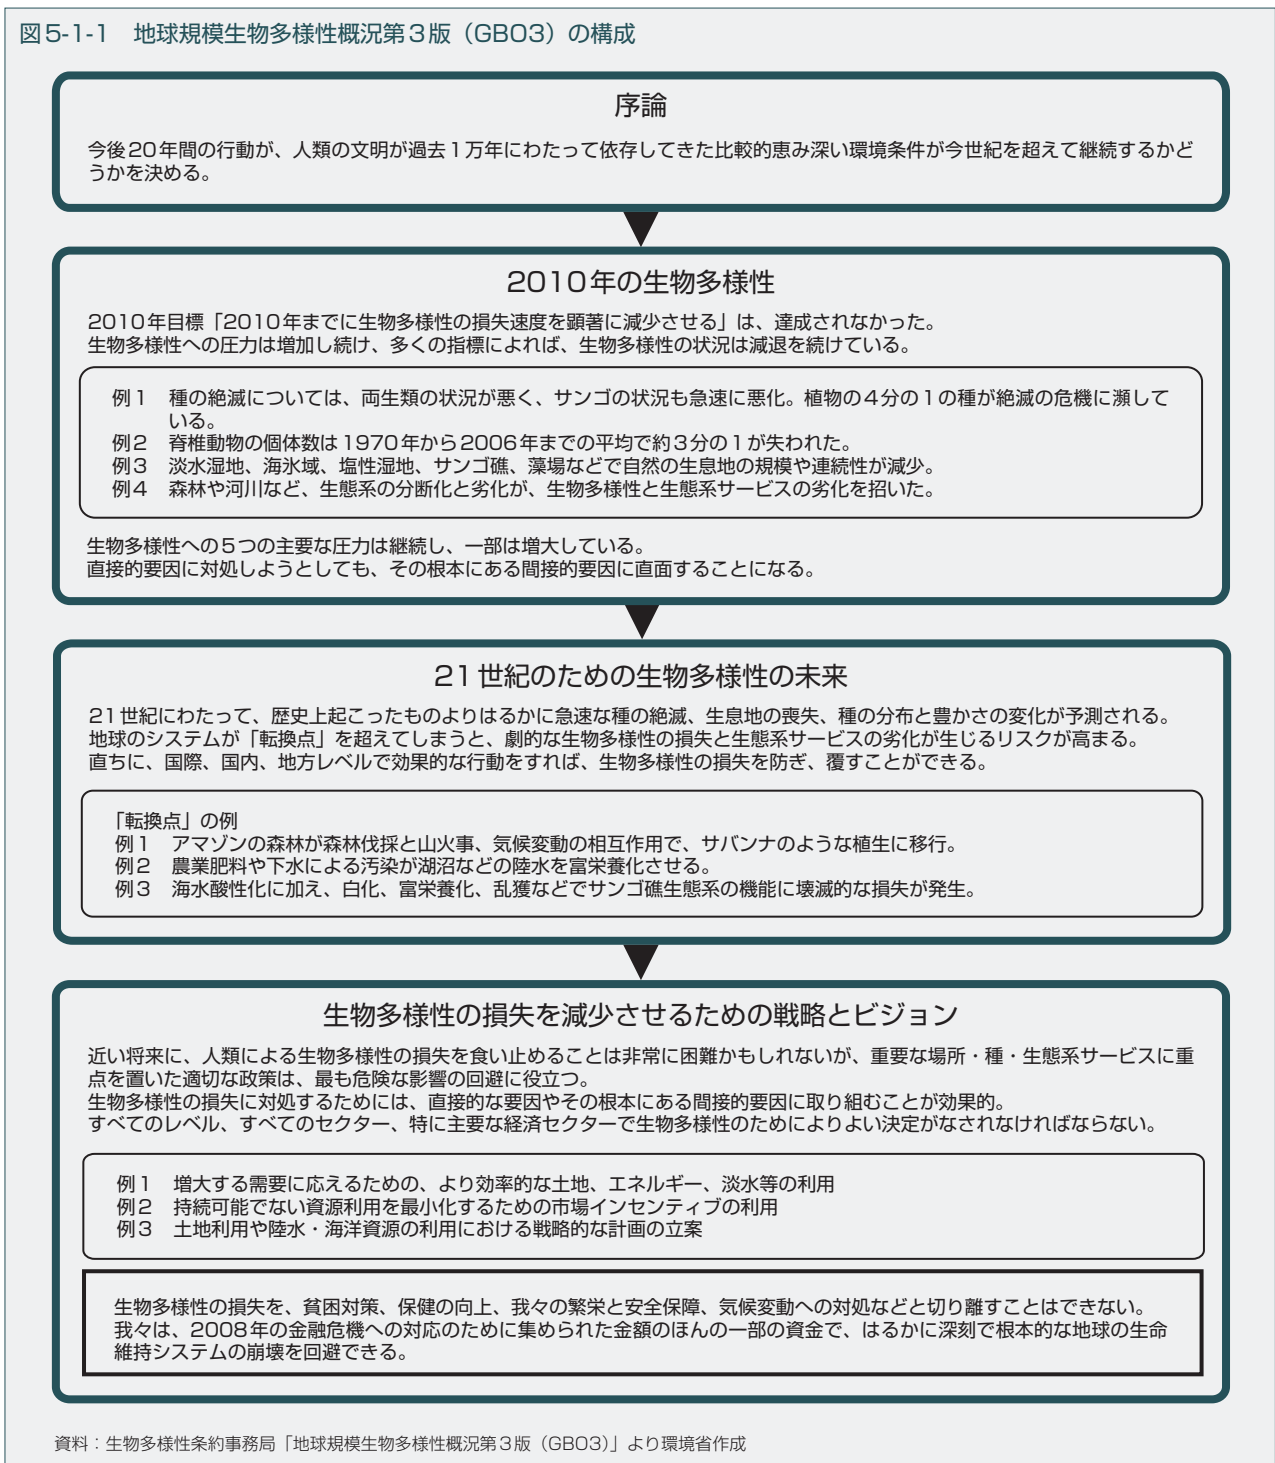 図5-1-1　地球規模生物多様性概況第3版（GBO3）の構成
序論
今後20年間の行動が、人類の文明が過去1万年にわたって依存してきた比較的恵み深い環境条件が今世紀を超えて継続するかど
うかを決める。
2010年の生物多様性
2010年目標「2010年までに生物多様性の損失速度を顕著に減少させる」は、達成されなかった。
生物多様性への圧力は増加し続け、多くの指標によれば、生物多様性の状況は減退を続けている。
例1　種の絶滅については、両生類の状況が悪く、サンゴの状況も急速に悪化。植物の4分の1の種が絶滅の危機に瀕して
いる。
例2　脊椎動物の個体数は1970年から2006年までの平均で約3分の1が失われた。
例3　淡水湿地、海氷域、塩性湿地、サンゴ礁、藻場などで自然の生息地の規模や連続性が減少。
例4　森林や河川など、生態系の分断化と劣化が、生物多様性と生態系サービスの劣化を招いた。
生物多様性への5つの主要な圧力は継続し、一部は増大している。
直接的要因に対処しようとしても、その根本にある間接的要因に直面することになる。
21世紀のための生物多様性の未来
21世紀にわたって、歴史上起こったものよりはるかに急速な種の絶滅、生息地の喪失、種の分布と豊かさの変化が予測される。
地球のシステムが「転換点」を超えてしまうと、劇的な生物多様性の損失と生態系サービスの劣化が生じるリスクが高まる。
直ちに、国際、国内、地方レベルで効果的な行動をすれば、生物多様性の損失を防ぎ、覆すことができる。
「転換点」の例
例1　アマゾンの森林が森林伐採と山火事、気候変動の相互作用で、サバンナのような植生に移行。
例2　農業肥料や下水による汚染が湖沼などの陸水を富栄養化させる。
例3　海水酸性化に加え、白化、富栄養化、乱獲などでサンゴ礁生態系の機能に壊滅的な損失が発生。
生物多様性の損失を減少させるための戦略とビジョン
近い将来に、人類による生物多様性の損失を食い止めることは非常に困難かもしれないが、重要な場所・種・生態系サービスに重
点を置いた適切な政策は、最も危険な影響の回避に役立つ。
生物多様性の損失に対処するためには、直接的な要因やその根本にある間接的要因に取り組むことが効果的。
すべてのレベル、すべてのセクター、特に主要な経済セクターで生物多様性のためによりよい決定がなされなければならない。
例1　増大する需要に応えるための、より効率的な土地、エネルギー、淡水等の利用
例2　持続可能でない資源利用を最小化するための市場インセンティブの利用
例3　土地利用や陸水・海洋資源の利用における戦略的な計画の立案
生物多様性の損失を、貧困対策、保健の向上、我々の繁栄と安全保障、気候変動への対処などと切り離すことはできない。
我々は、2008年の金融危機への対応のために集められた金額のほんの一部の資金で、はるかに深刻で根本的な地球の生命
維持システムの崩壊を回避できる。
資料：生物多様性条約事務局「地球規模生物多様性概況第3版（GBO3）」より環境省作成